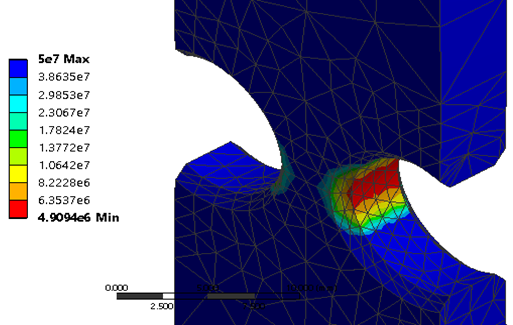 5e7 Max
3.8635e7
2.9853e7
2.3067e7
1.7824e7
1.3772e7
1.0642e7
8.2228e6
6.3537e6
4.9094e6 Min
0.000
2.500